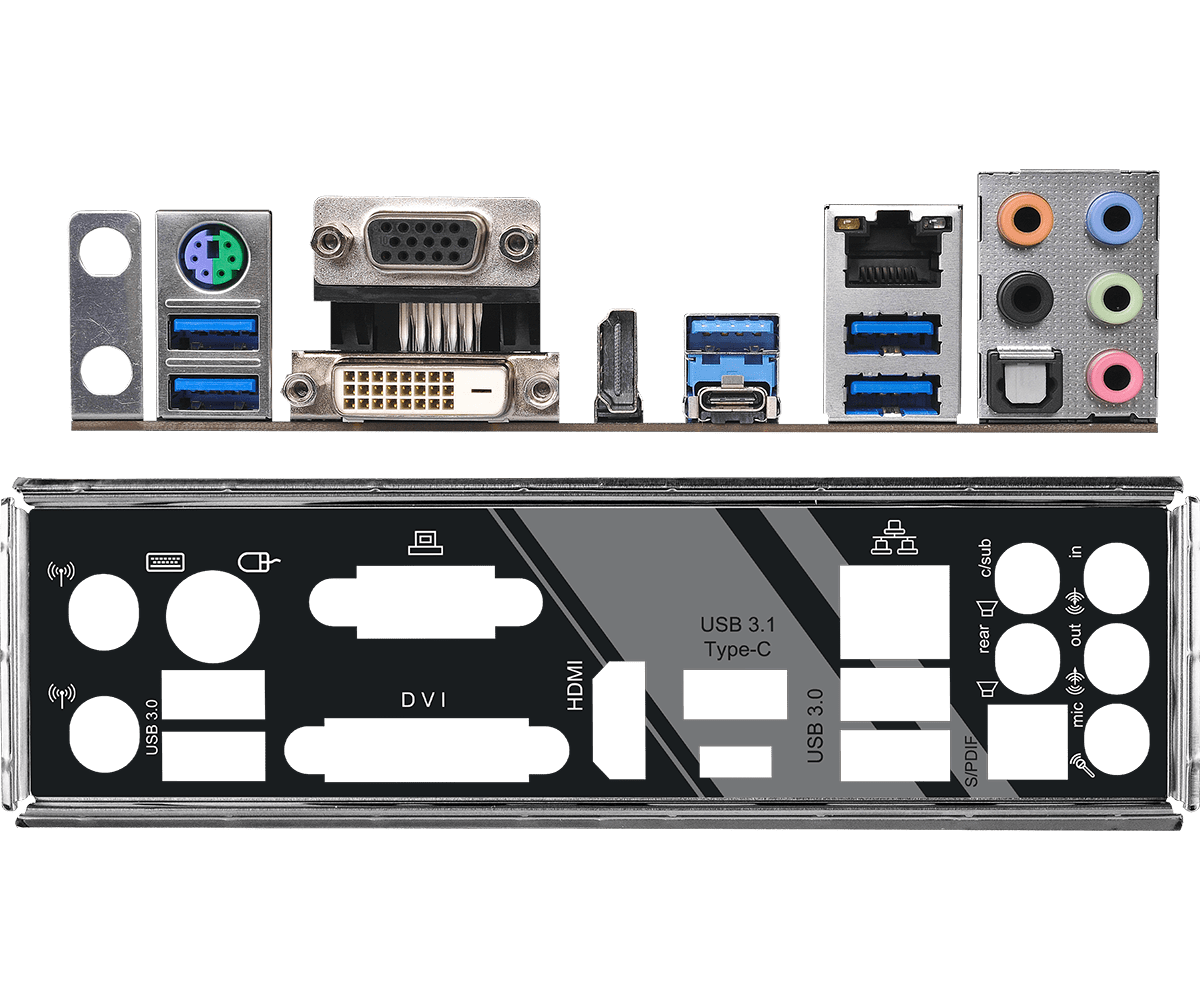 c/sub
in
rear
out
USB 3.1
Type-C
HDMI
DVI
USB 3.0
USB 3.0
mic
S/PDIF